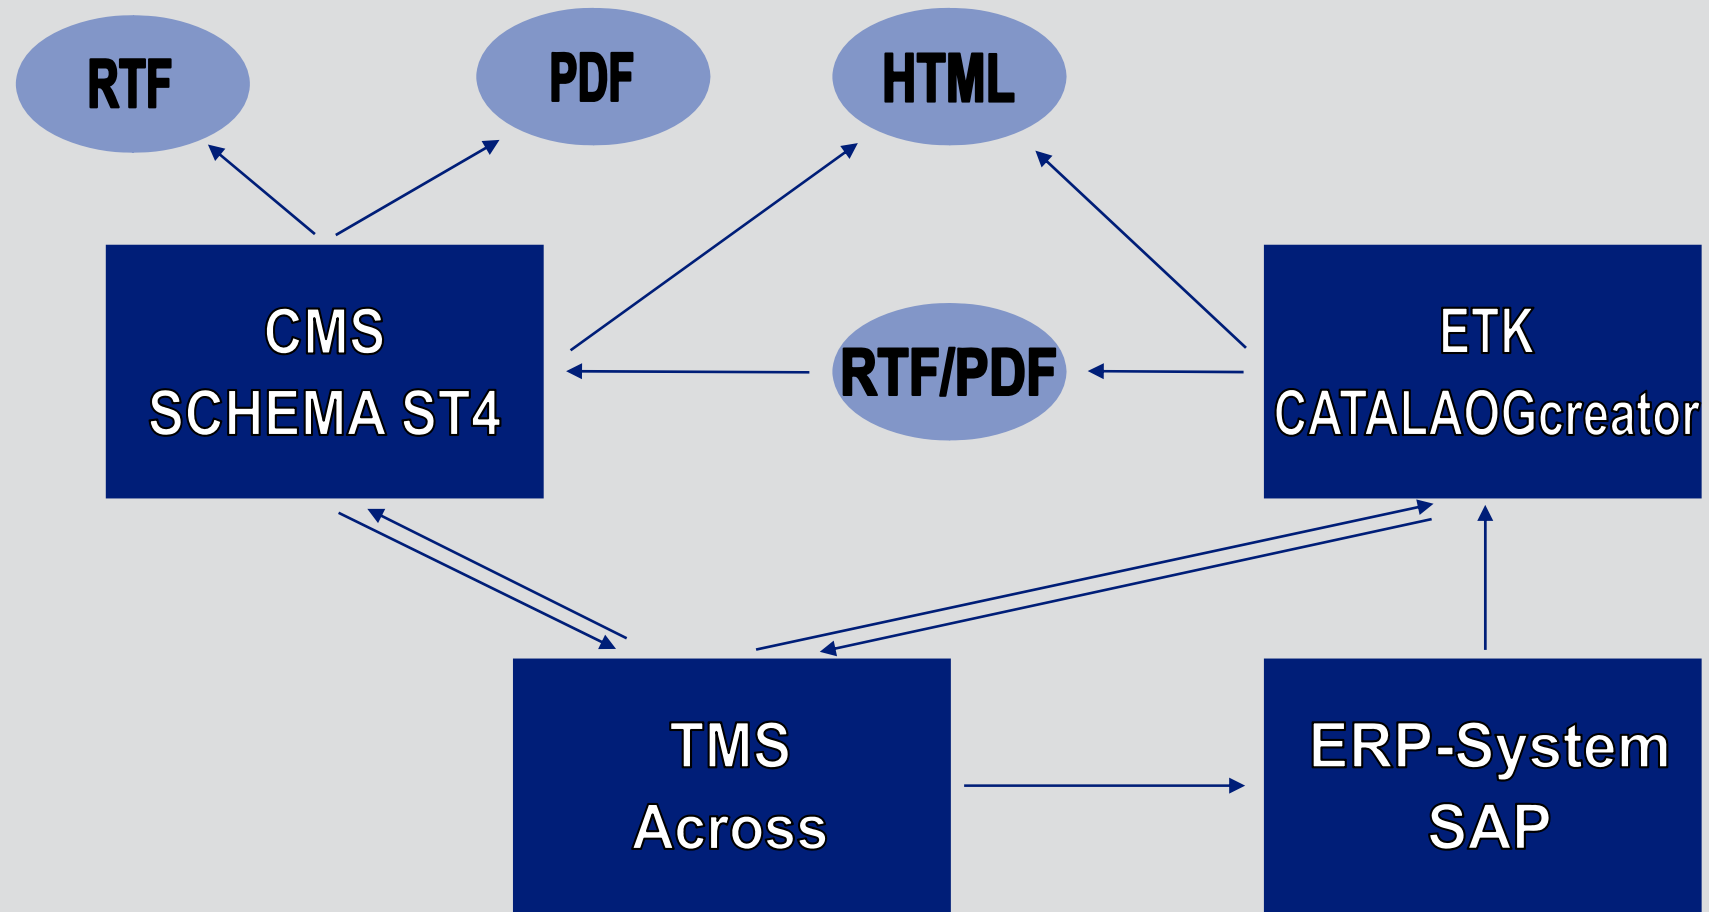 RTF
PDF
HTML
CMS
SCHEMA ST4
RTF/PDF
ETK
CATALAOGcreator
TMS
Across
ERP-System
SAP